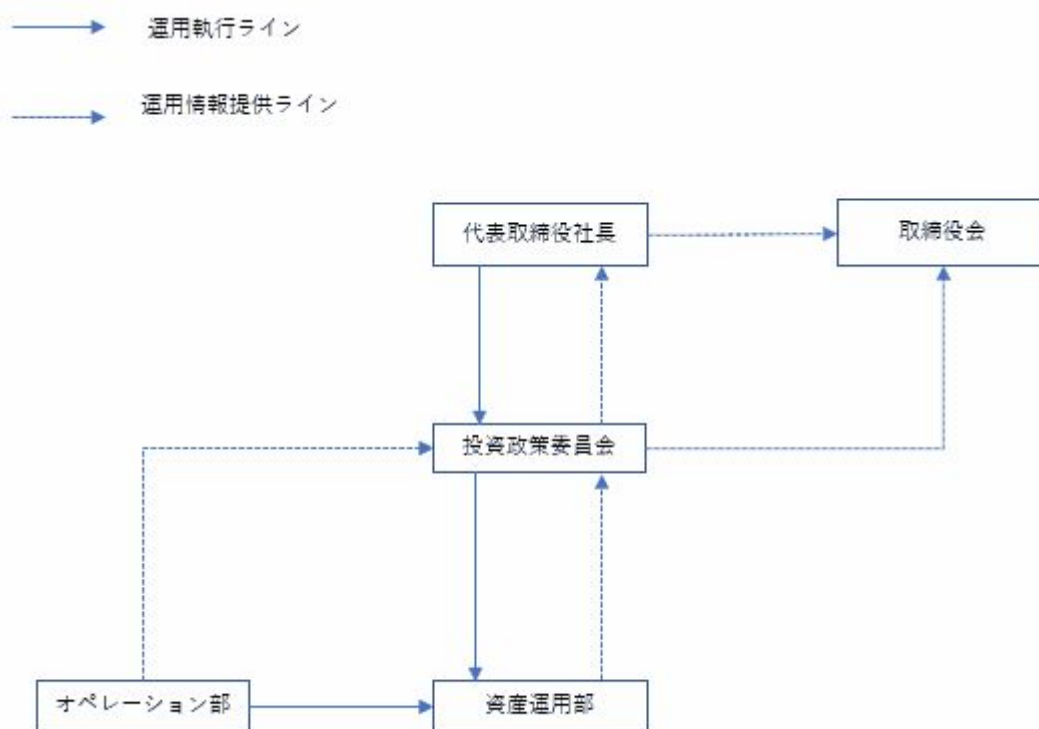 運用執行ライン
運用情報提供ライン
代表取締役社長
取締役会
投資政策委員会
オペレーション部
資産運用部